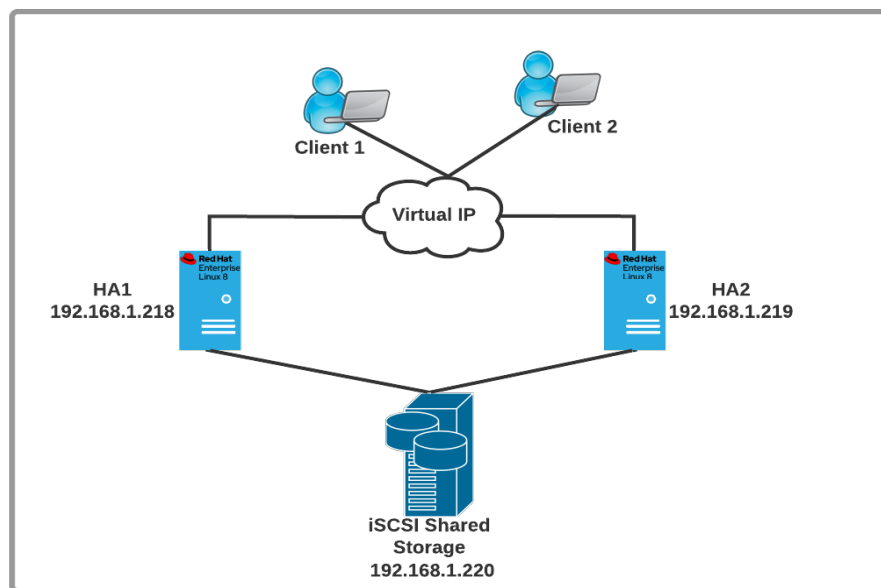 Client 1
Client 2
Virtual IP
Red Hat
Enterprise
Linux 8
HA1
192.168.1.218
Red Hat
Enterprise
Linux 8
HA2
192.168.1.219
iSCSI Shared
Storage
192.168.1.220